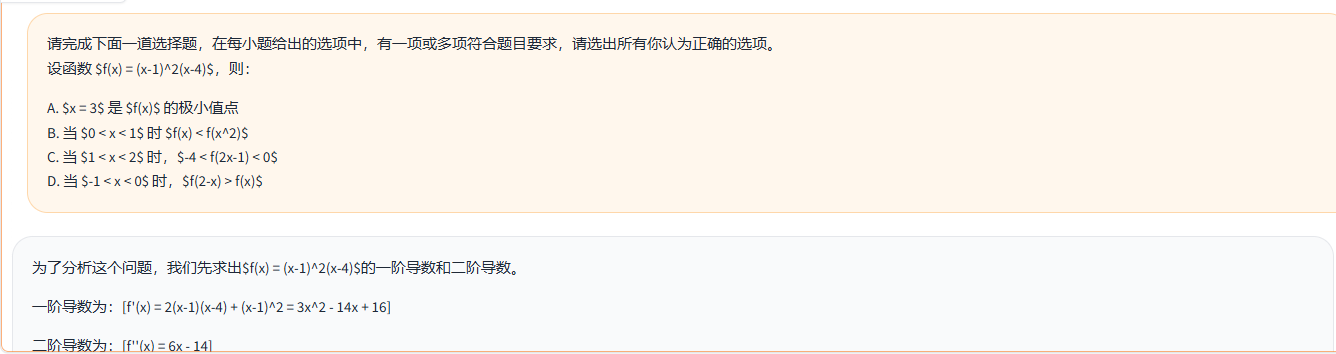 请完成下面一道选择题，在每小题给出的选项中，有一项或多项符合题目要求，请选出所有你认为正确的选项。
设函数 $f(x) = (x-1)^2(x-4)$，则：
A. $x = 3$ 是 $f(x)$ 的极小值点
B. 当 $0 < x < 1$ 时 $f(x) < f(x^2)$
C. 当 $1 < x < 2$ 时，$-4 < f(2x-1) < 0$
D. 当 $-1 < x < 0$ 时，$f(2-x) > f(x)$
为了分析这个问题，我们先求出$f(x) = (x-1)^2(x-4)$的一阶导数和二阶导数。
一阶导数为：[f'(x) = 2(x-1)(x-4) + (x-1)^2 = 3x^2 - 14x + 16]
二阶导数为：[f''(x) = 6x - 14]